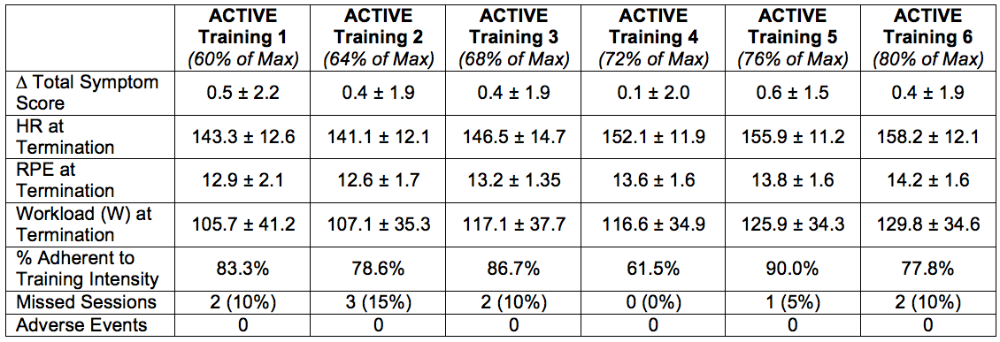 ACTIVE Training 1 (60% of Max) ACTIVE Training 2 (64% of Max) ACTIVE Training 3 (68% of Max) ACTIVE Training 4 (72% of Max) ACTIVE Training 5 (76% of Max) ACTIVE Training 6 (80% of Max)
Δ Total Symptom Score 0.5 ± 2.2 0.4 ± 1.9 0.4 ± 1.9 0.1 ± 2.0 0.6 ± 1.5 0.4 ± 1.9
HR at Termination 143.3 ± 12.6 141.1 ± 12.1 146.5 ± 14.7 152.1 ± 11.9 155.9 ± 11.2 158.2 ± 12.1
RPE at Termination 12.9 ± 2.1 12.6 ± 1.7 13.2 ± 1.35 13.6 ± 1.6 13.8 ± 1.6 14.2 ± 1.6
Workload (W) at Termination 105.7 ± 41.2 107.1 ± 35.3 117.1 ± 37.7 116.6 ± 34.9 125.9 ± 34.3 129.8 ± 34.6
% Adherent to Training Intensity 83.3% 78.6% 86.7% 61.5% 90.0% 77.8%
Missed Sessions 2 (10%) 3 (15%) 2 (10%) 0 (0%) 1 (5%) 2 (10%)
Adverse Events 0 0 0 0 0 0